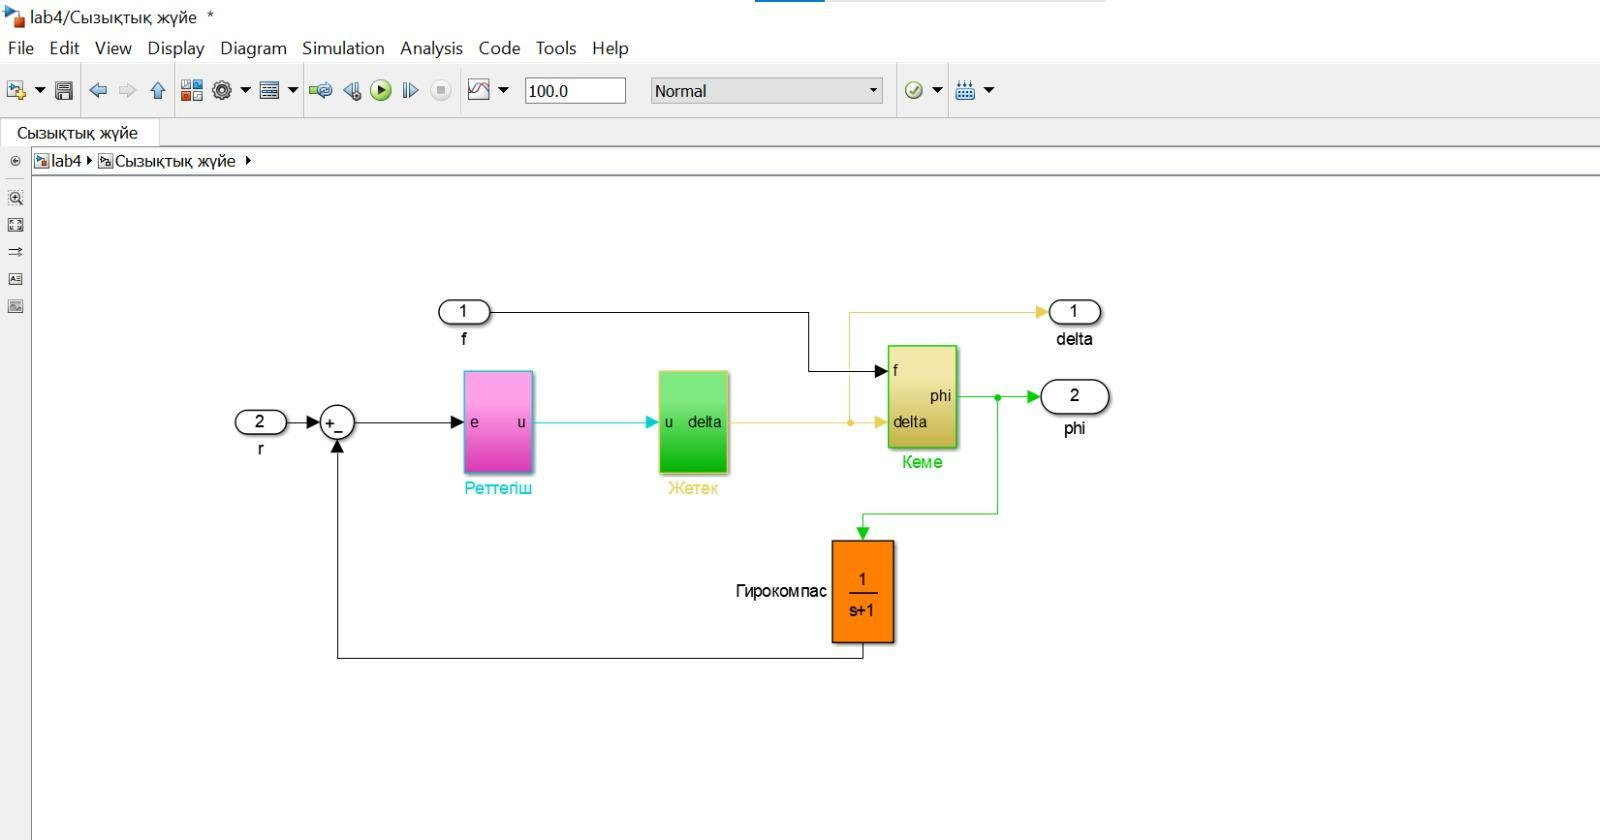 lab4/Сызықтық жүйе *
File Edit View Display Diagram Simulation Analysis Code Tools Help
100.0 Normal
Сызықтық жүйе
lab4 Сызықтық жүйе
1
f
1
delta
f
phi
delta
Кеме
2
phi
2
r
+
_
e u
Реттегіш
u delta
Жетек
Гирокомпас
1
s+1